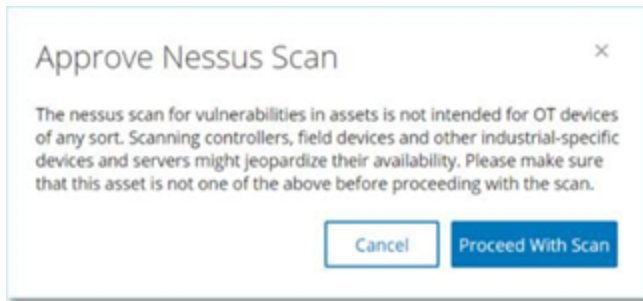 Approve Nessus Scan
×
The nessus scan for vulnerabilities in assets is not intended for OT devices
of any sort. Scanning controllers, field devices and other industrial-specific
devices and servers might jeopardize their availability. Please make sure
that this asset is not one of the above before proceeding with the scan.
Cancel
Proceed With Scan